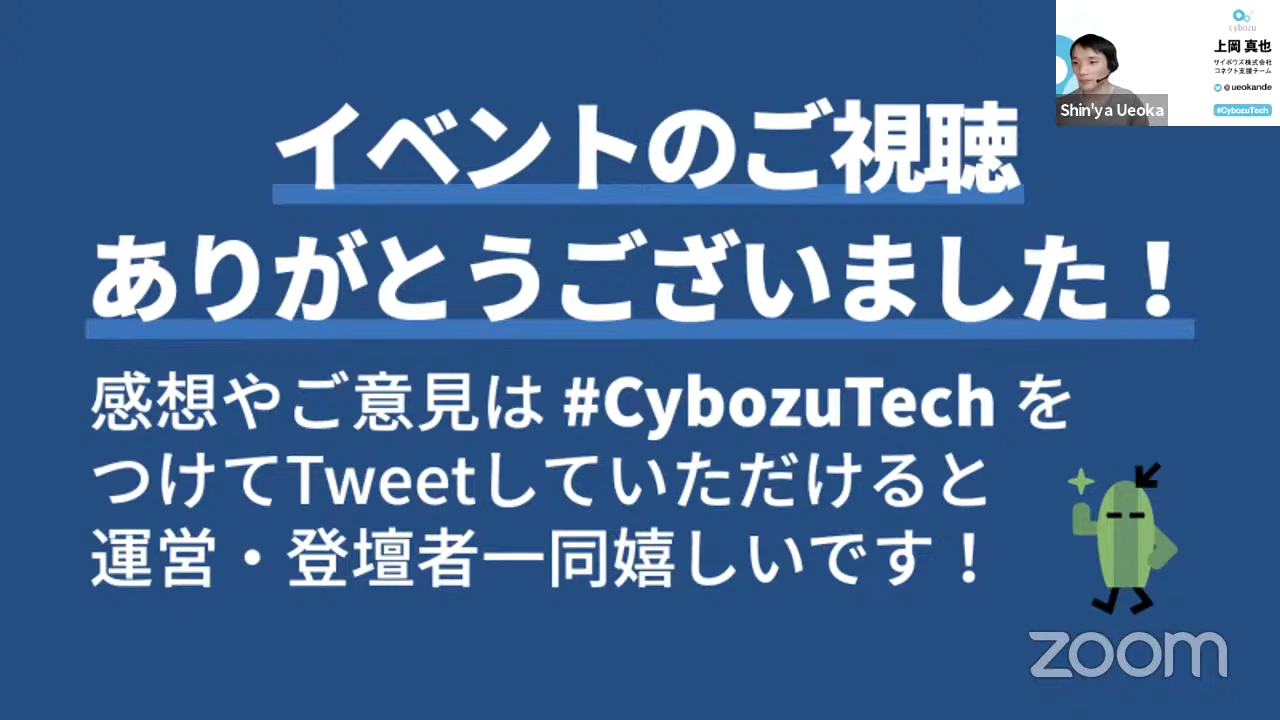 イベントのご視聴
ありがとうございました！
感想やご意見は #CybozuTech を
つけてTweetしていただけると
運営・登壇者一同嬉しいです！
cybozu
上岡 真也
サイボウズ株式会社
コネクト支援チーム
@ueokande
#CybozuTech
Shin'ya Ueoka
zoom